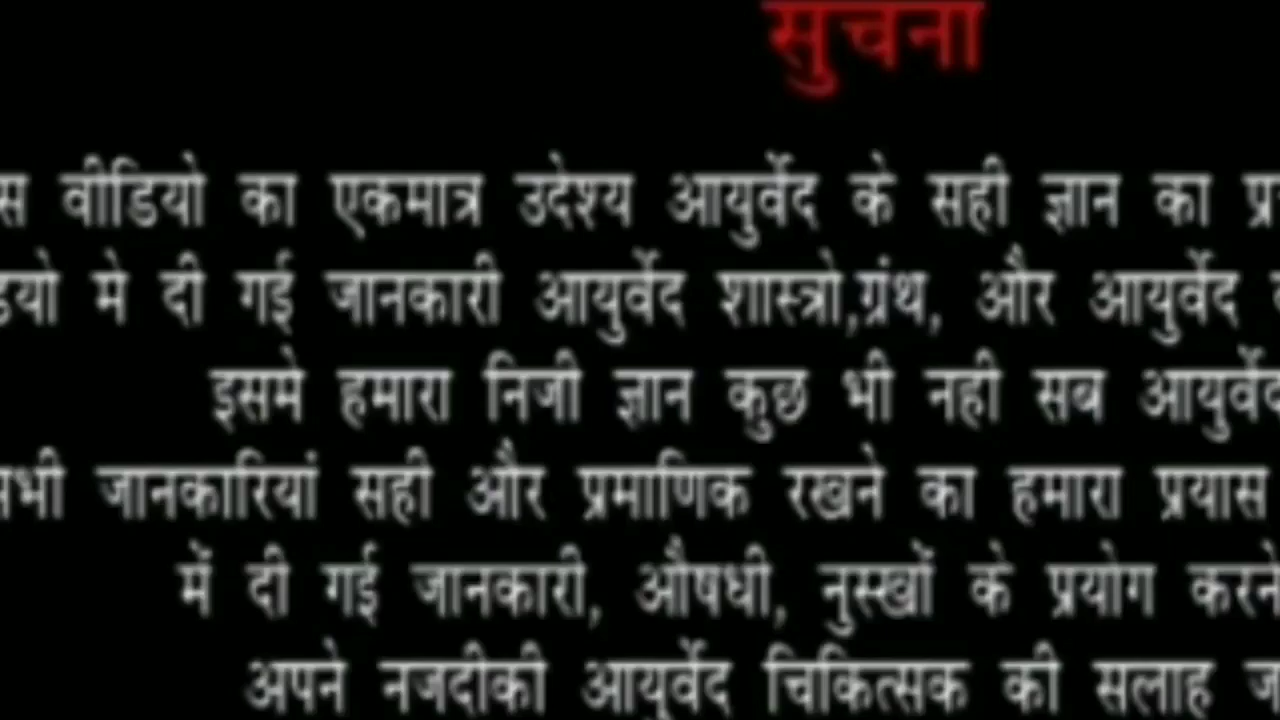 सुचना
स वीडियो का एकमात्र उदेश्य आयुर्वेद के सही ज्ञान का प्र
डियो मे दी गई जानकारी आयुर्वेद शास्त्रो,ग्रंथ, और आयुर्वेद
इसमे हमारा निजी ज्ञान कुछ भी नही सब आयुर्वेद
सभी जानकारियां सही और प्रमाणिक रखने का हमारा प्रयास
में दी गई जानकारी, औषधी, नुस्खों के प्रयोग करने
अपने नजदीकी आयुर्वेद चिकित्सक की सलाह ज